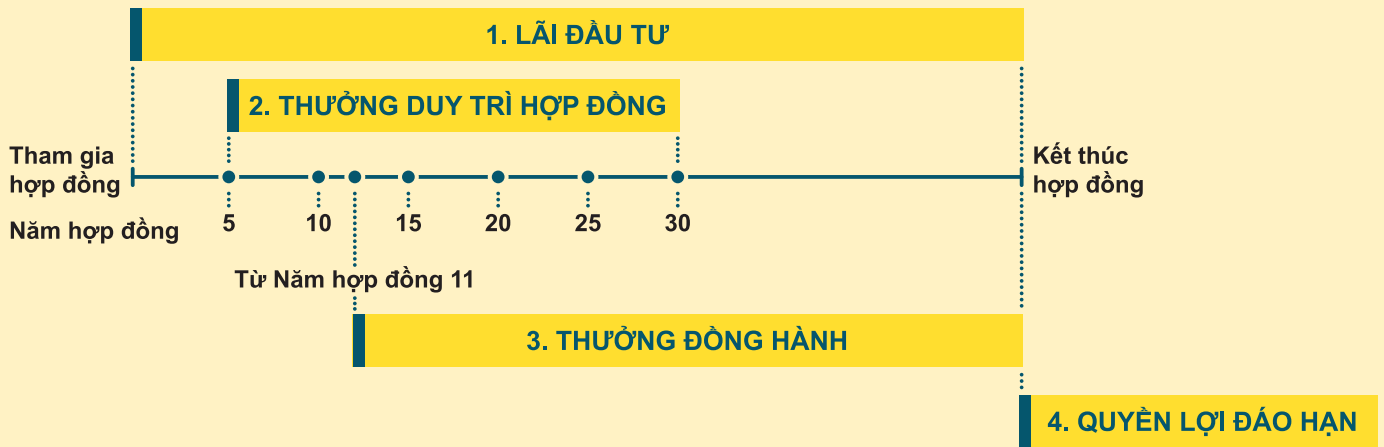 1. LÃI ĐẦU TƯ
2. THƯỞNG DUY TRÌ HỢP ĐỒNG
Tham gia
hợp đồng
Kết thúc
hợp đồng
Năm hợp đồng
5
10
15
20
25
30
Từ Năm hợp đồng 11
3. THƯỞNG ĐỒNG HÀNH
4. QUYỀN LỢI ĐÁO HẠN